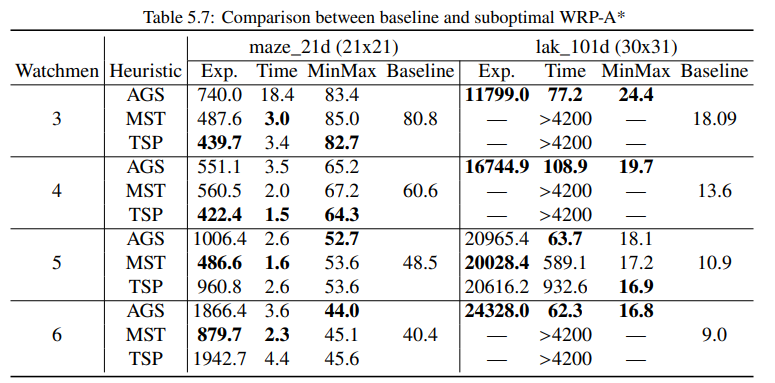 Table 5.7: Comparison between baseline and suboptimal WRP-A*
maze_21d (21x21) lak_101d (30x31)
Watchmen Heuristic Exp. Time MinMax Baseline Exp. Time MinMax Baseline
AGS 740.0 18.4 83.4 11799.0 77.2 24.4
3 MST 487.6 3.0 85.0 80.8 — >4200 — 18.09
TSP 439.7 3.4 82.7 — >4200 —
AGS 551.1 3.5 65.2 16744.9 108.9 19.7
4 MST 560.5 2.0 67.2 60.6 — >4200 — 13.6
TSP 422.4 1.5 64.3 — >4200 —
AGS 1006.4 2.6 52.7 20965.4 63.7 18.1
5 MST 486.6 1.6 53.6 48.5 20028.4 589.1 17.2 10.9
TSP 960.8 2.6 53.6 20616.2 932.6 16.9
AGS 1866.4 3.6 44.0 24328.0 62.3 16.8
6 MST 879.7 2.3 45.1 40.4 — >4200 — 9.0
TSP 1942.7 4.4 45.6 — >4200 —